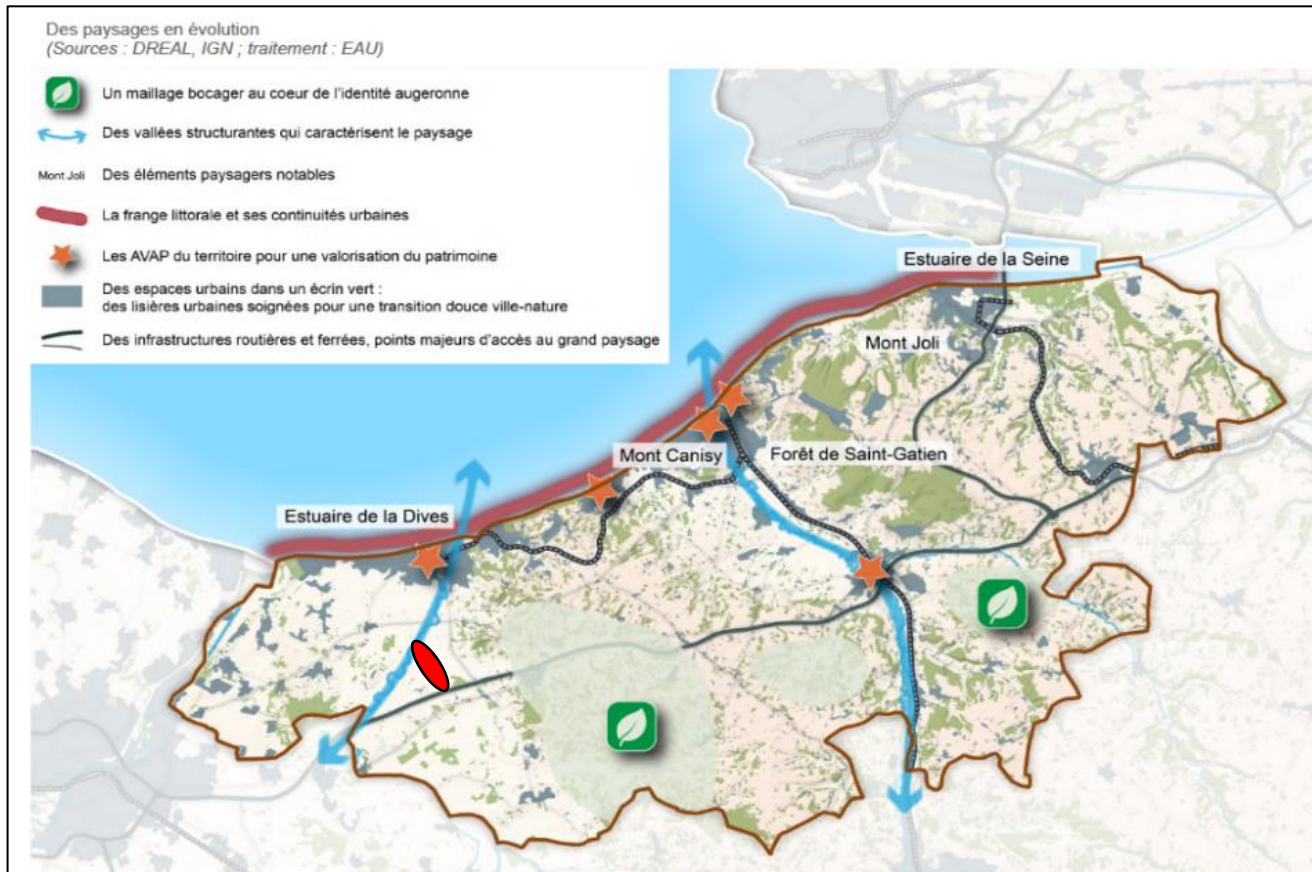 Des paysages en évolution
(Sources : DREAL, IGN ; traitement : EAU)
Un maillage bocager au coeur de l'identité augeronne
Des vallées structurantes qui caractérisent le paysage
Mont Joli Des éléments paysagers notables
La frange littorale et ses continuités urbaines
Les AVAP du territoire pour une valorisation du patrimoine
Des espaces urbains dans un écrin vert :
des lisières urbaines soignées pour une transition douce ville-nature
Des infrastructures routières et ferrées, points majeurs d'accès au grand paysage
Estuaire de la Seine
Mont Joli
Mont Canisy
Forêt de Saint-Gatien
Estuaire de la Dives